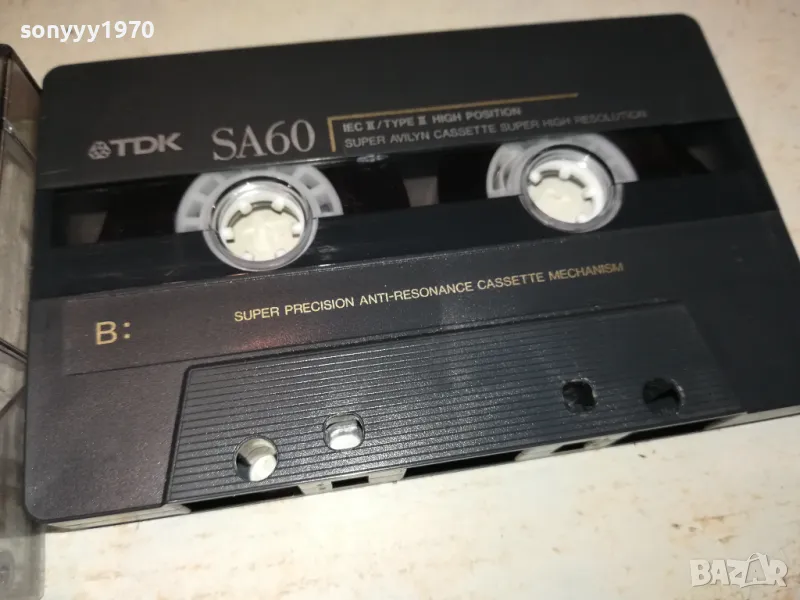 sonyyy1970
TDK SA60
IEC II/TYPE II HIGH POSITION
SUPER AVILYN CASSETTE SUPER HIGH RESOLUTION
B:
SUPER PRECISION ANTI-RESONANCE CASSETTE MECHANISM
BAZAR